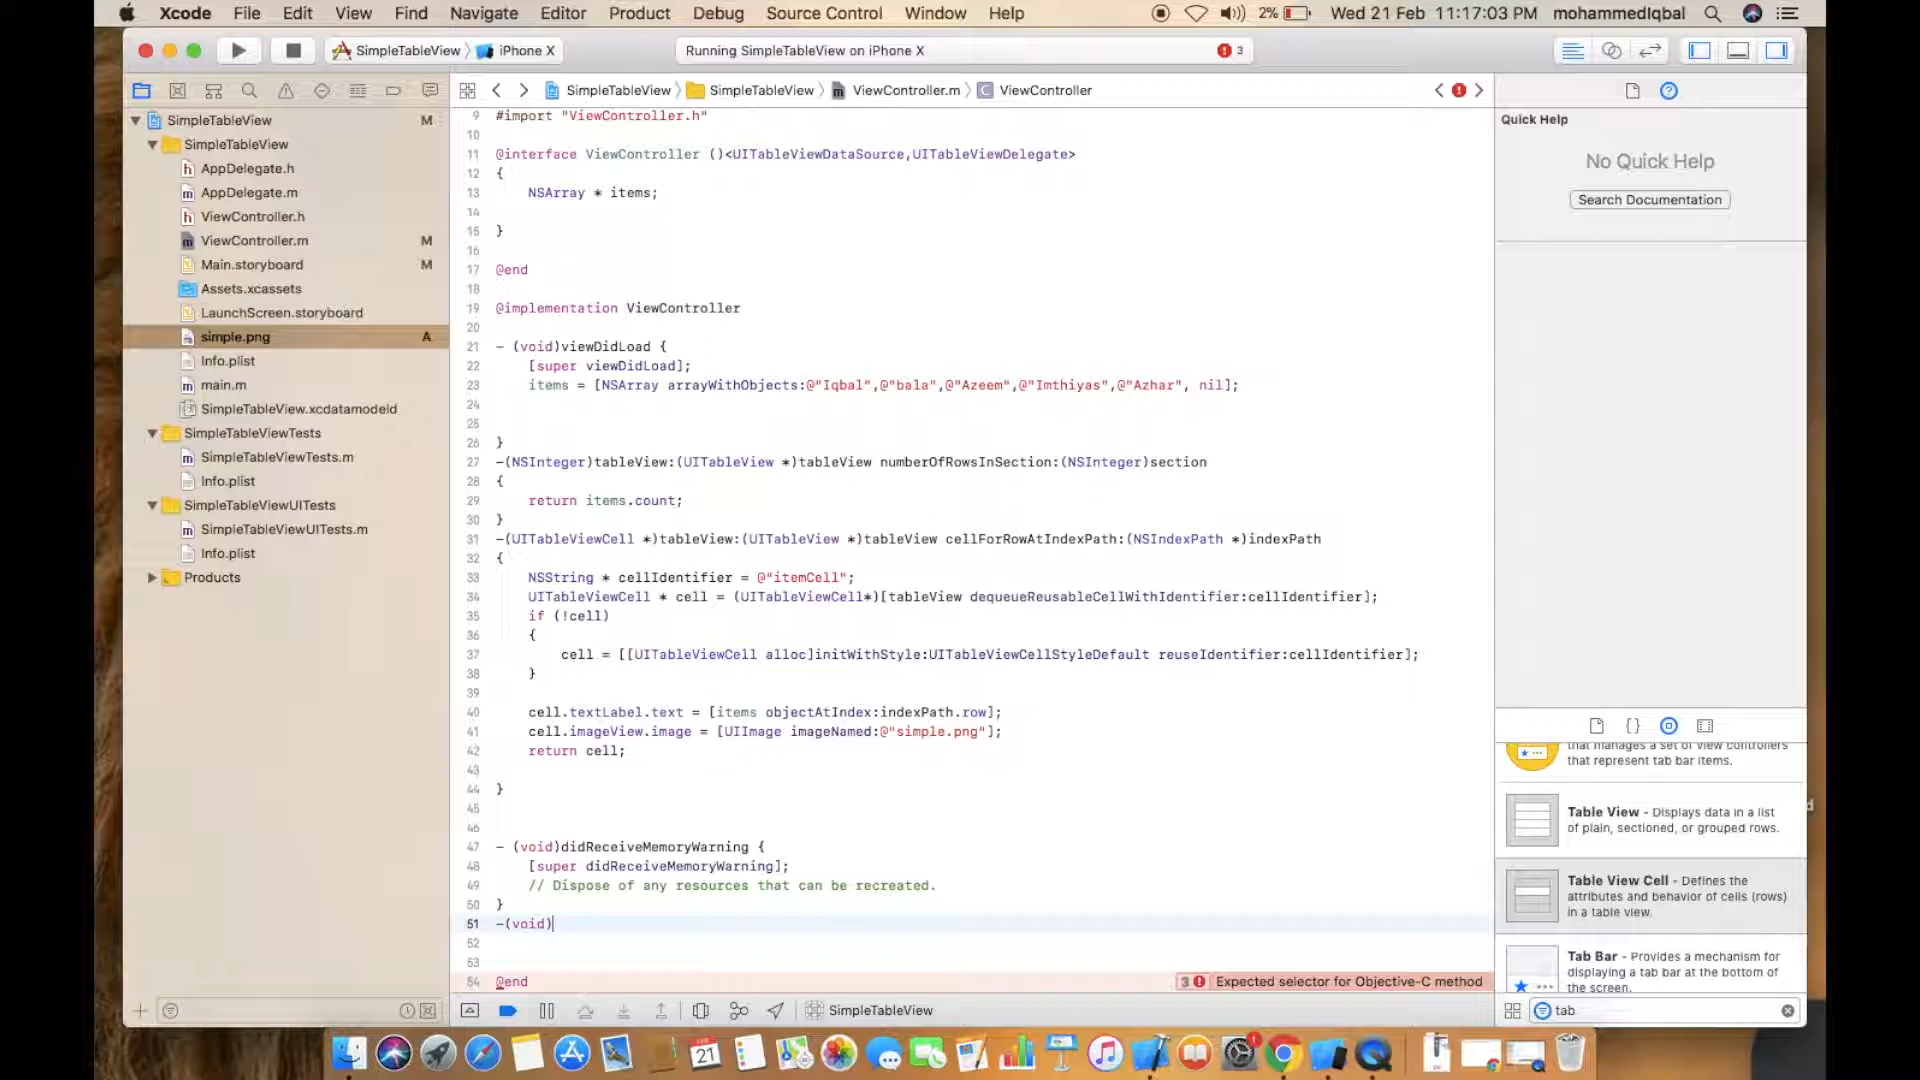 Xcode File Edit View Find Navigate Editor Product Debug Source Control Window Help 2% Wed 21 Feb 11:17:03 PM mohammedIqbal
SimpleTableView iPhone X Running SimpleTableView on iPhone X 3
SimpleTableView SimpleTableView ViewController.m ViewController
SimpleTableView M
SimpleTableView
AppDelegate.h
AppDelegate.m
ViewController.h
ViewController.m M
Main.storyboard M
Assets.xcassets
LaunchScreen.storyboard
simple.png A
Info.plist
main.m
SimpleTableView.xcdatamodeld
SimpleTableViewTests
SimpleTableViewTests.m
Info.plist
SimpleTableViewUITests
SimpleTableViewUITests.m
Info.plist
Products
9 #import "ViewController.h"
10
11 @interface ViewController ()<UITableViewDataSource,UITableViewDelegate>
12 {
13 NSArray * items;
14
15 }
16
17 @end
18
19 @implementation ViewController
20
21 - (void)viewDidLoad {
22 [super viewDidLoad];
23 items = [NSArray arrayWithObjects:@"Iqbal",@"bala",@"Azeem",@"Imthiyas",@"Azhar", nil];
24
25
26 }
27 -(NSInteger)tableView:(UITableView *)tableView numberOfRowsInSection:(NSInteger)section
28 {
29 return items.count;
30 }
31 -(UITableViewCell *)tableView:(UITableView *)tableView cellForRowAtIndexPath:(NSIndexPath *)indexPath
32 {
33 NSString * cellIdentifier = @"itemCell";
34 UITableViewCell * cell = (UITableViewCell*)[tableView dequeueReusableCellWithIdentifier:cellIdentifier];
35 if (!cell)
36 {
37 cell = [[UITableViewCell alloc]initWithStyle:UITableViewCellStyleDefault reuseIdentifier:cellIdentifier];
38 }
39
40 cell.textLabel.text = [items objectAtIndex:indexPath.row];
41 cell.imageView.image = [UIImage imageNamed:@"simple.png"];
42 return cell;
43
44 }
45
46
47 - (void)didReceiveMemoryWarning {
48 [super didReceiveMemoryWarning];
49 // Dispose of any resources that can be recreated.
50 }
51 -(void)
52
53
54 @end 3 Expected selector for Objective-C method
SimpleTableView
Quick Help
No Quick Help
Search Documentation
{}
that manages a set of view controllers
that represent tab bar items.
Table View - Displays data in a list
of plain, sectioned, or grouped rows.
Table View Cell - Defines the
attributes and behavior of cells (rows)
in a table view.
Tab Bar - Provides a mechanism for
displaying a tab bar at the bottom of
the screen.
tab
21
1